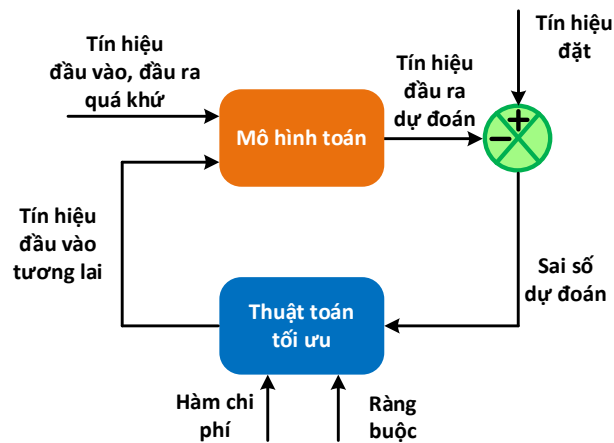 Tín hiệu
đầu vào, đầu ra
quá khứ
Mô hình toán
Tín hiệu
đầu ra
dự đoán
Tín hiệu
đặt
+
−
Tín hiệu
đầu vào
tương lai
Sai số
dự đoán
Thuật toán
tối ưu
Hàm chi
phí
Ràng
buộc